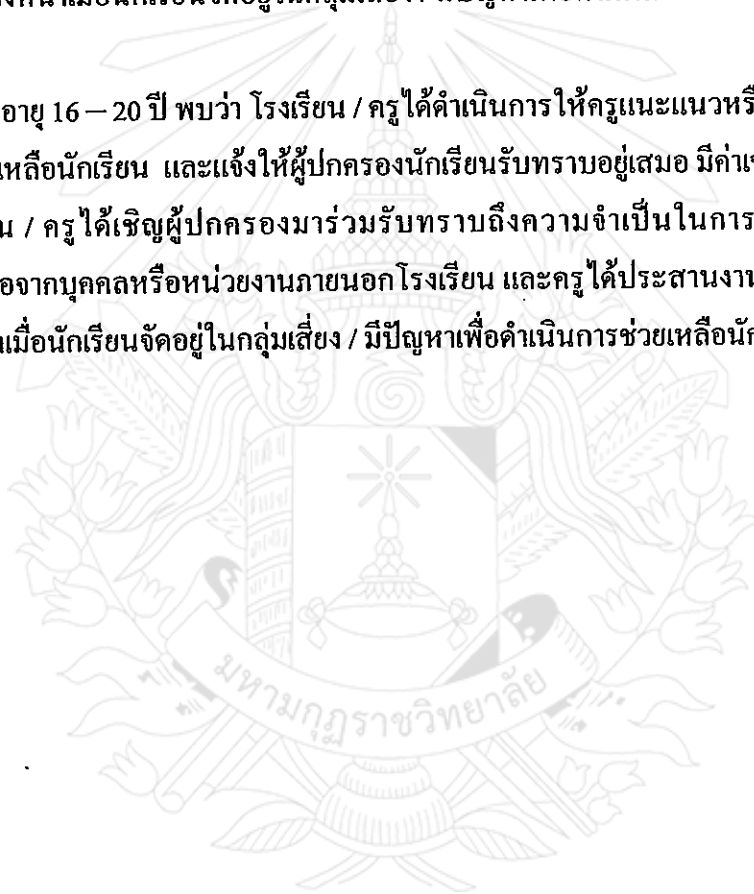 อายุ 16 – 20 ปี พบว่า โรงเรียน / ครูได้ดำเนินการให้ครูแนะแนวหรื
เหลือนักเรียน และแจ้งให้ผู้ปกครองนักเรียนรับทราบอยู่เสมอ มีค่าเ
น / ครูได้เชิญผู้ปกครองมาร่วมรับทราบถึงความจำเป็นในการ
อจากบุคคลหรือหน่วยงานภายนอกโรงเรียน และครูได้ประสานงาน
เมื่อนักเรียนจัดอยู่ในกลุ่มเสี่ยง / มีปัญหาเพื่อดำเนินการช่วยเหลือนัก
มหามกุฏราชวิทยาลัย